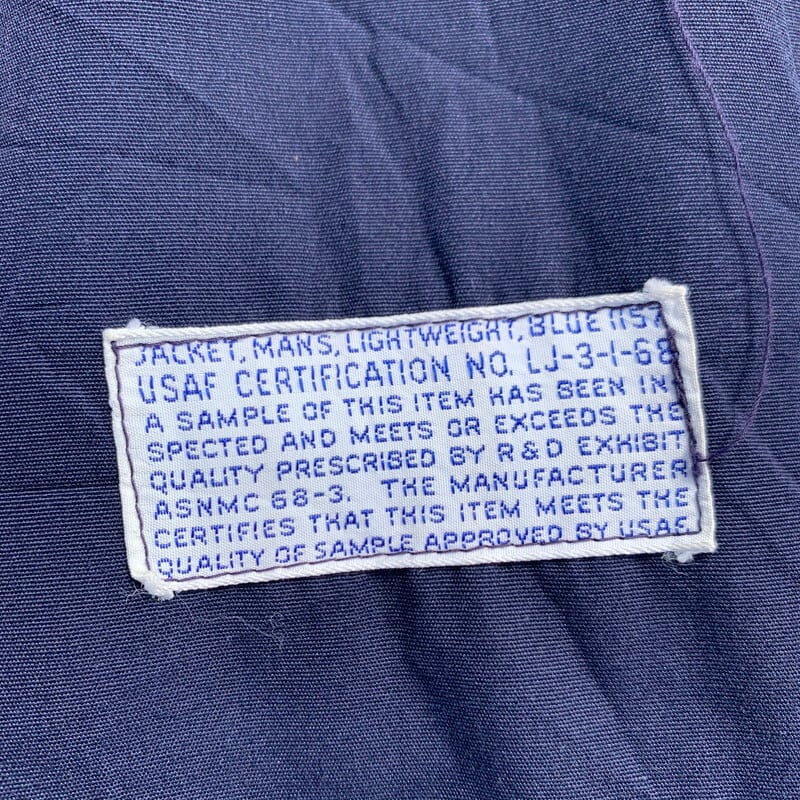 JACKET, MANS, LIGHTWEIGHT, BLUE 1157
USAF CERTIFICATION NO. LJ-3-1-68
A SAMPLE OF THIS ITEM HAS BEEN IN-
SPECTED AND MEETS OR EXCEEDS THE
QUALITY PRESCRIBED BY R&D EXHIBIT
ASNMC 68-3. THE MANUFACTURER
CERTIFIES THAT THIS ITEM MEETS THE
QUALITY OF SAMPLE APPROVED BY USAF.